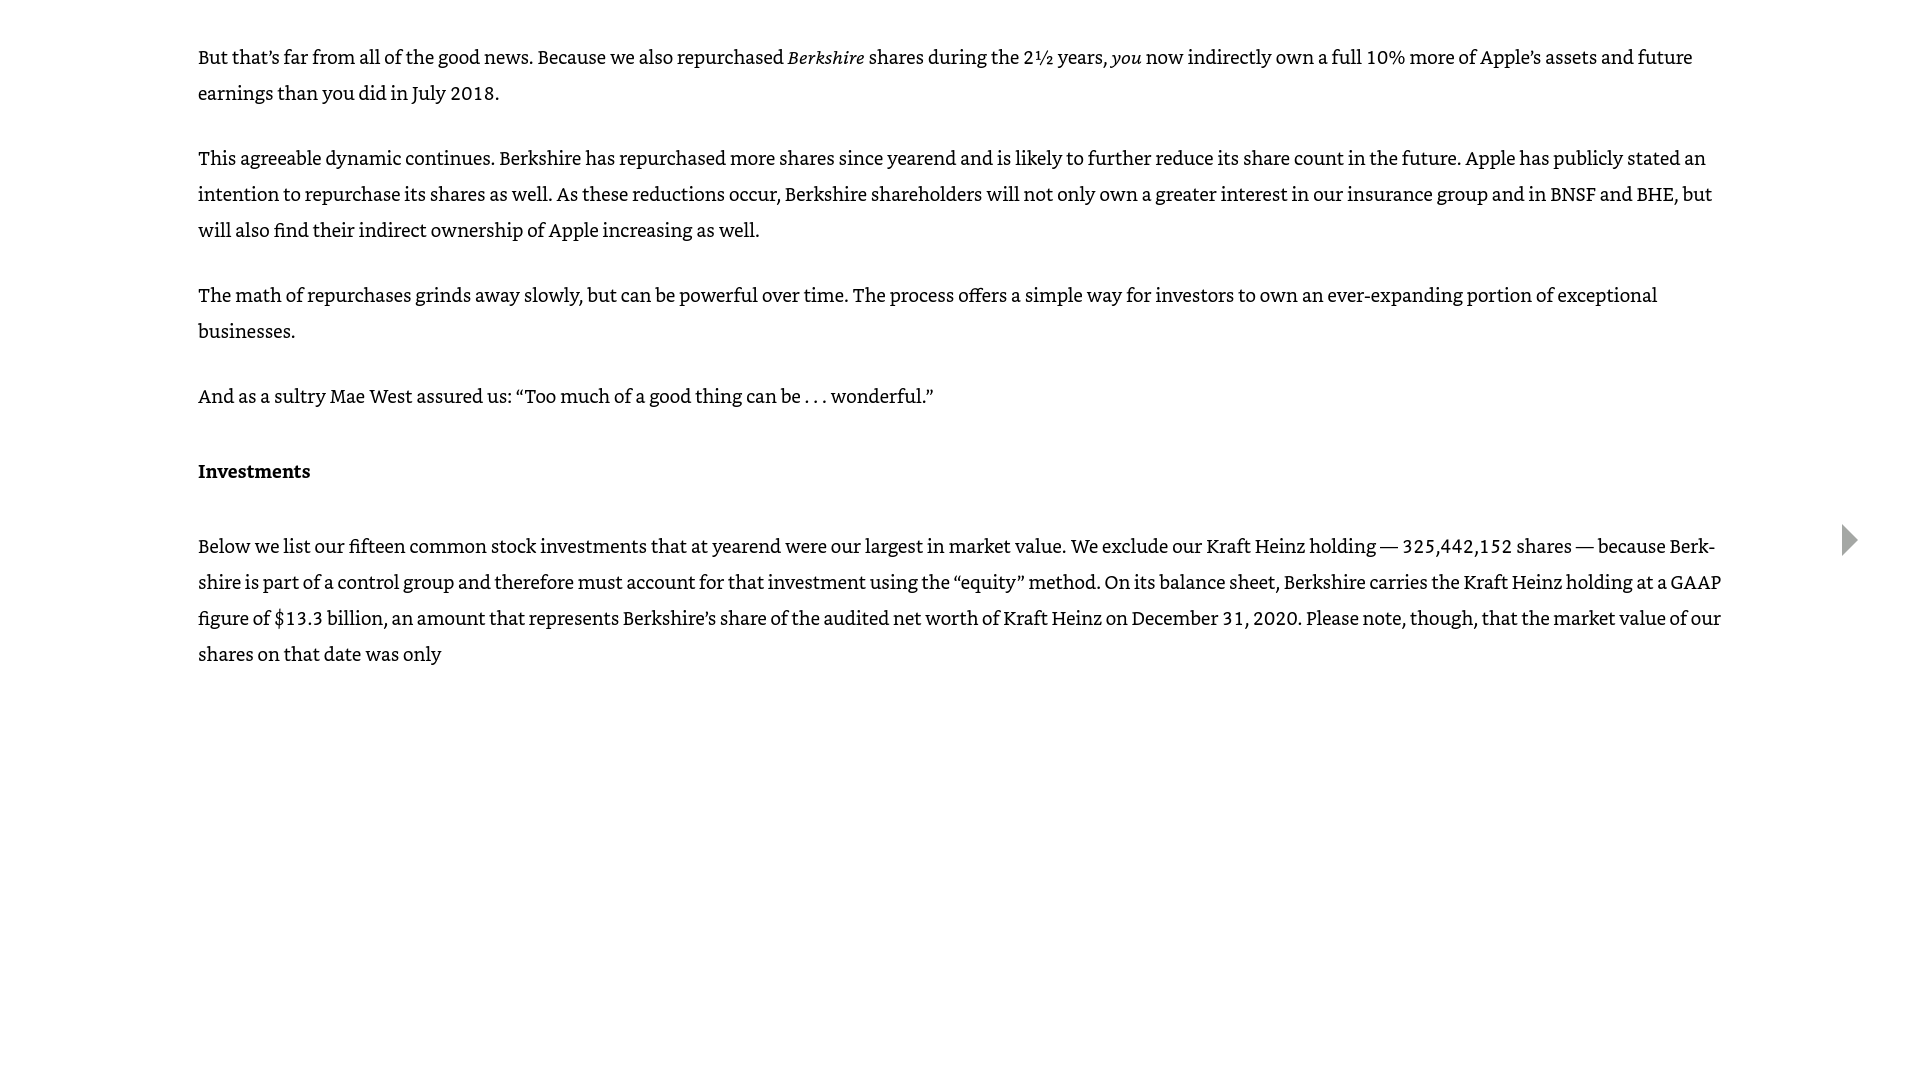 But that’s far from all of the good news. Because we also repurchased Berkshire shares during the 2½ years, you now indirectly own a full 10% more of Apple’s assets and future
earnings than you did in July 2018.
This agreeable dynamic continues. Berkshire has repurchased more shares since yearend and is likely to further reduce its share count in the future. Apple has publicly stated an
intention to repurchase its shares as well. As these reductions occur, Berkshire shareholders will not only own a greater interest in our insurance group and in BNSF and BHE, but
will also find their indirect ownership of Apple increasing as well.
The math of repurchases grinds away slowly, but can be powerful over time. The process offers a simple way for investors to own an ever-expanding portion of exceptional
businesses.
And as a sultry Mae West assured us: “Too much of a good thing can be . . . wonderful.”
Investments
Below we list our fifteen common stock investments that at yearend were our largest in market value. We exclude our Kraft Heinz holding — 325,442,152 shares — because Berk-
shire is part of a control group and therefore must account for that investment using the “equity” method. On its balance sheet, Berkshire carries the Kraft Heinz holding at a GAAP
figure of $13.3 billion, an amount that represents Berkshire’s share of the audited net worth of Kraft Heinz on December 31, 2020. Please note, though, that the market value of our
shares on that date was only